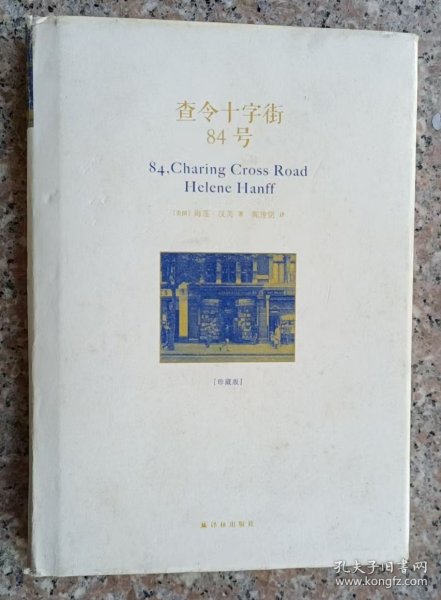 查令十字街
84号
84, Charing Cross Road
Helene Hanff
[美国] 海莲·汉芙 著 陈建铭 译
[珍藏版]
译林出版社
孔夫子旧书网
www.kongfz.com